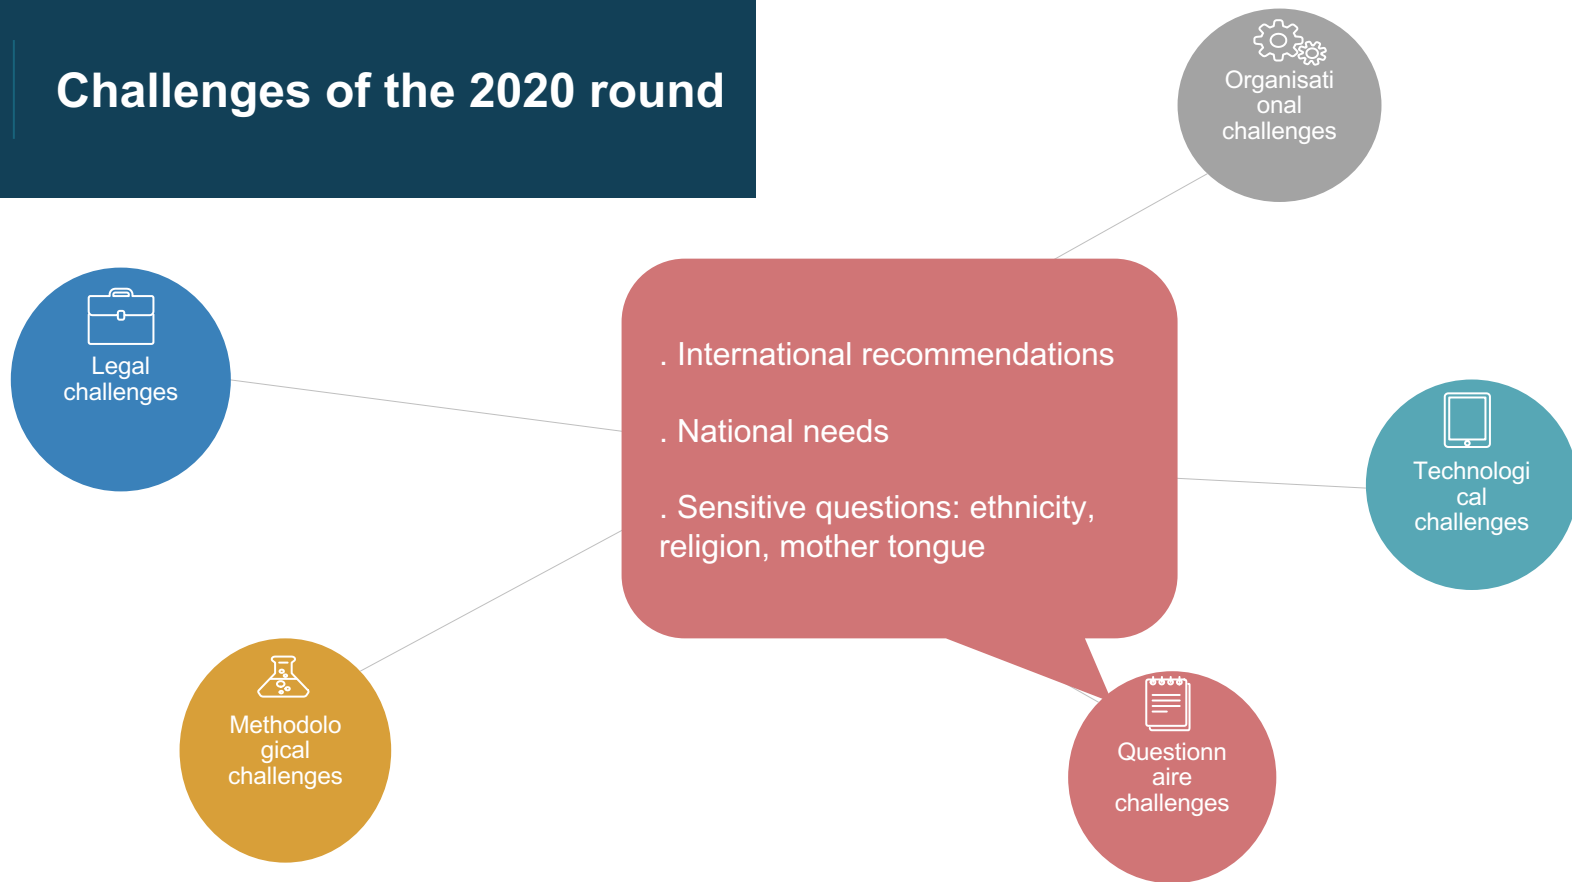 Challenges of the 2020 round
Organisati
onal
challenges
Legal
challenges
. International recommendations
. National needs
. Sensitive questions: ethnicity,
religion, mother tongue
Technologi
cal
challenges
Methodolo
gical
challenges
Questionn
aire
challenges